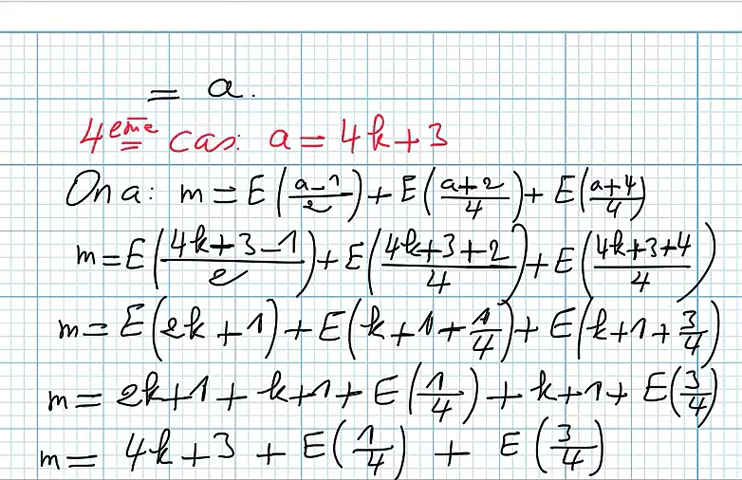 = a.
4ème cas: a = 4k+3
On a: m = E(a-1/2) + E(a+2/4) + E(a+4/4)
m = E(4k+3-1/2) + E(4k+3+2/4) + E(4k+3+4/4)
m = E(2k+1) + E(k+1+1/4) + E(k+1+3/4)
m = 2k+1 + k+1 + E(1/4) + k+1 + E(3/4)
m = 4k+3 + E(1/4) + E(3/4)